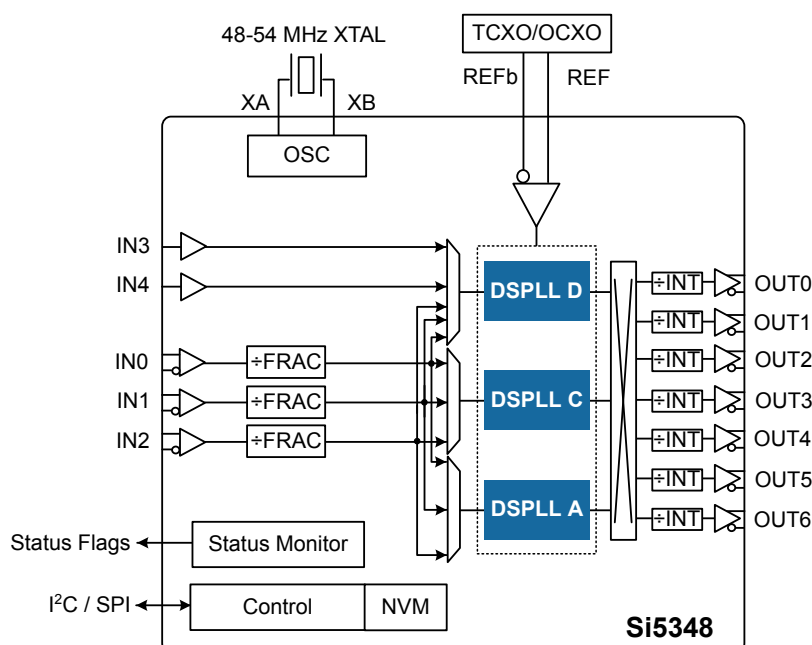 48-54 MHz XTAL
TCXO/OCXO
REFb
REF
XA
XB
OSC
IN3
IN4
IN0
÷FRAC
IN1
÷FRAC
IN2
÷FRAC
DSPLL D
DSPLL C
DSPLL A
÷INT
OUT0
÷INT
OUT1
÷INT
OUT2
÷INT
OUT3
÷INT
OUT4
÷INT
OUT5
÷INT
OUT6
Status Flags
Status Monitor
I²C / SPI
Control
NVM
Si5348